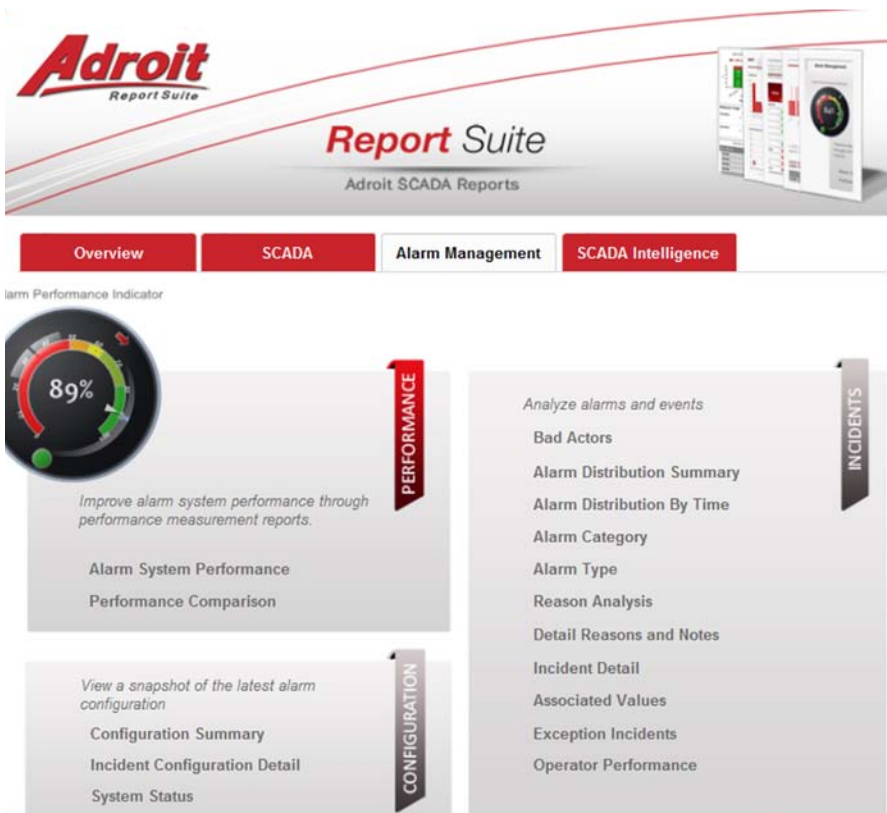 Adroit
Report Suite
Report Suite
Adroit SCADA Reports
Overview
SCADA
Alarm Management
SCADA Intelligence
larm Performance Indicator
89%
PERFORMANCE
Improve alarm system performance through
performance measurement reports.
Alarm System Performance
Performance Comparison
CONFIGURATION
View a snapshot of the latest alarm
configuration
Configuration Summary
Incident Configuration Detail
System Status
INCIDENTS
Analyze alarms and events
Bad Actors
Alarm Distribution Summary
Alarm Distribution By Time
Alarm Category
Alarm Type
Reason Analysis
Detail Reasons and Notes
Incident Detail
Associated Values
Exception Incidents
Operator Performance